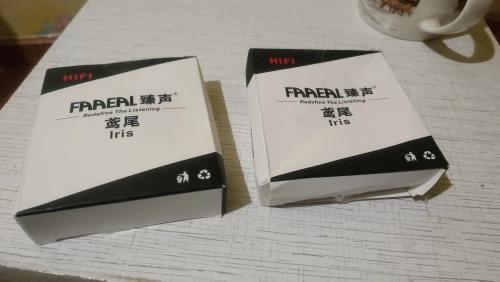 HIFI
FAAEAL 臻声®
Redefine The Listening
鸢尾
Iris
HIFI
FAAEAL 臻声®
Redefine The Listening
鸢尾
Iris